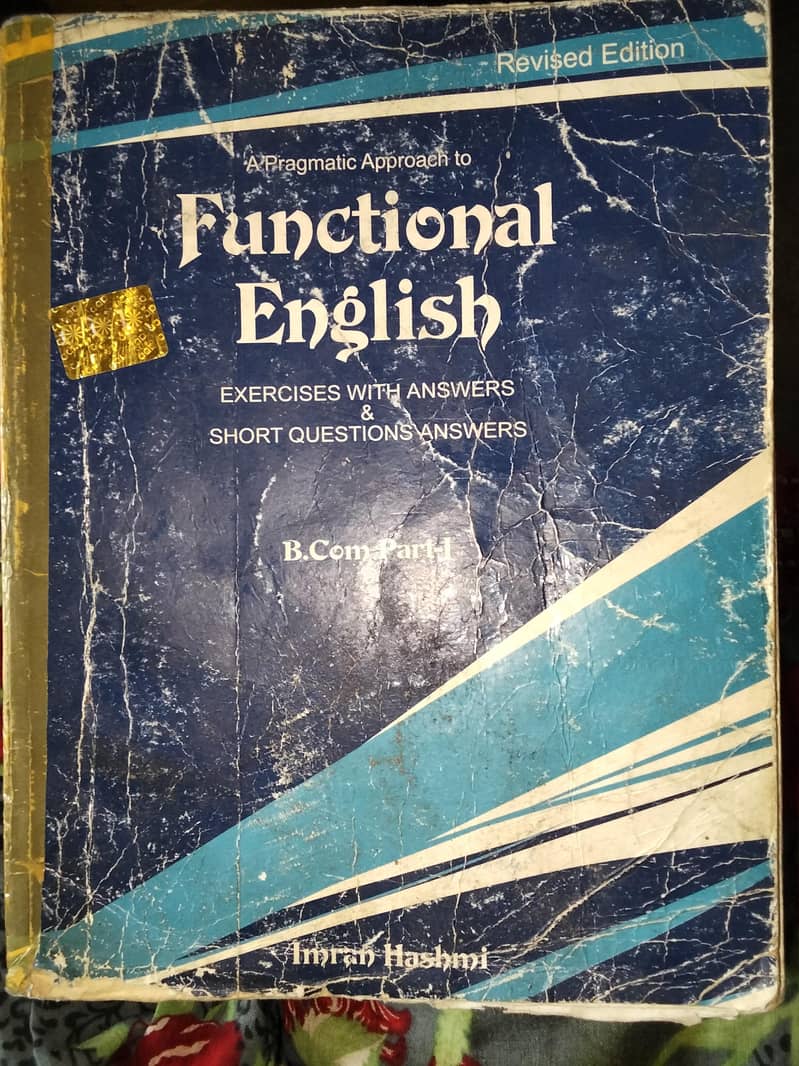 Revised Edition
A Pragmatic Approach to
Functional
English
EXERCISES WITH ANSWERS
&
SHORT QUESTIONS ANSWERS
B.Com Part-I
Imran Hashmi